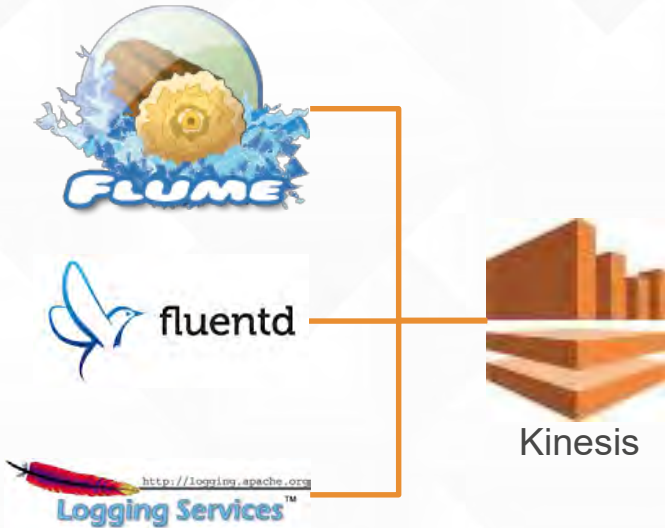 FLUME
fluentd
Kinesis
http://logging.apache.org
Logging Services™